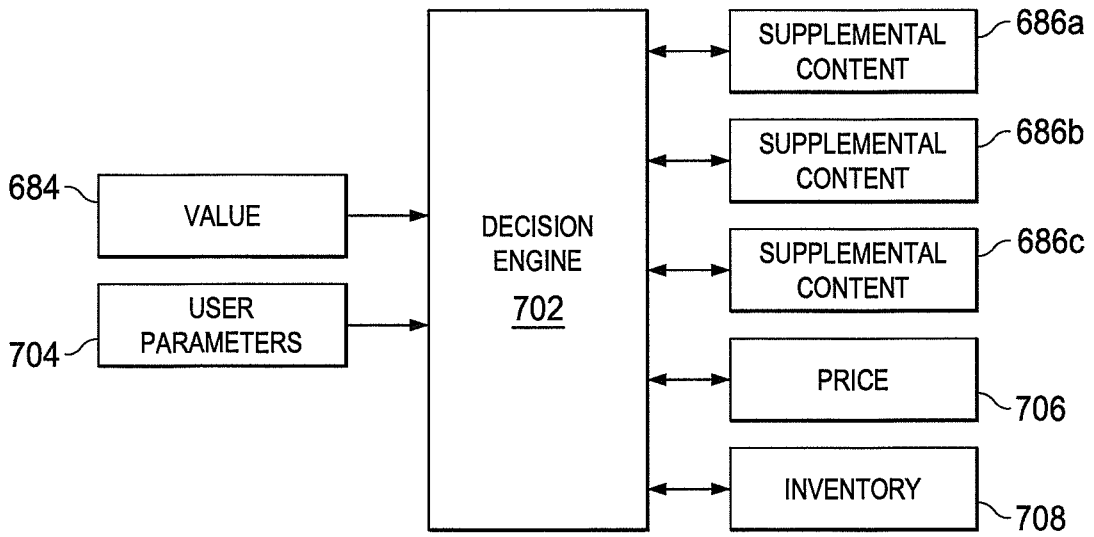 684
VALUE
704
USER
PARAMETERS
DECISION
ENGINE
702
SUPPLEMENTAL
CONTENT
686a
SUPPLEMENTAL
CONTENT
686b
SUPPLEMENTAL
CONTENT
686c
PRICE
706
INVENTORY
708